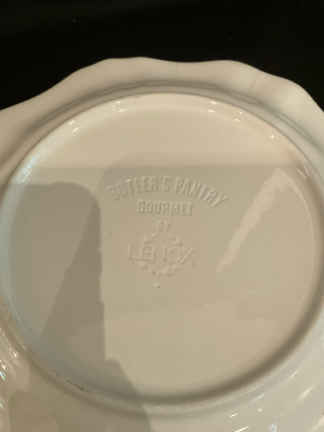 BUTLER'S PANTRY
GOURMET
BY
LENOX